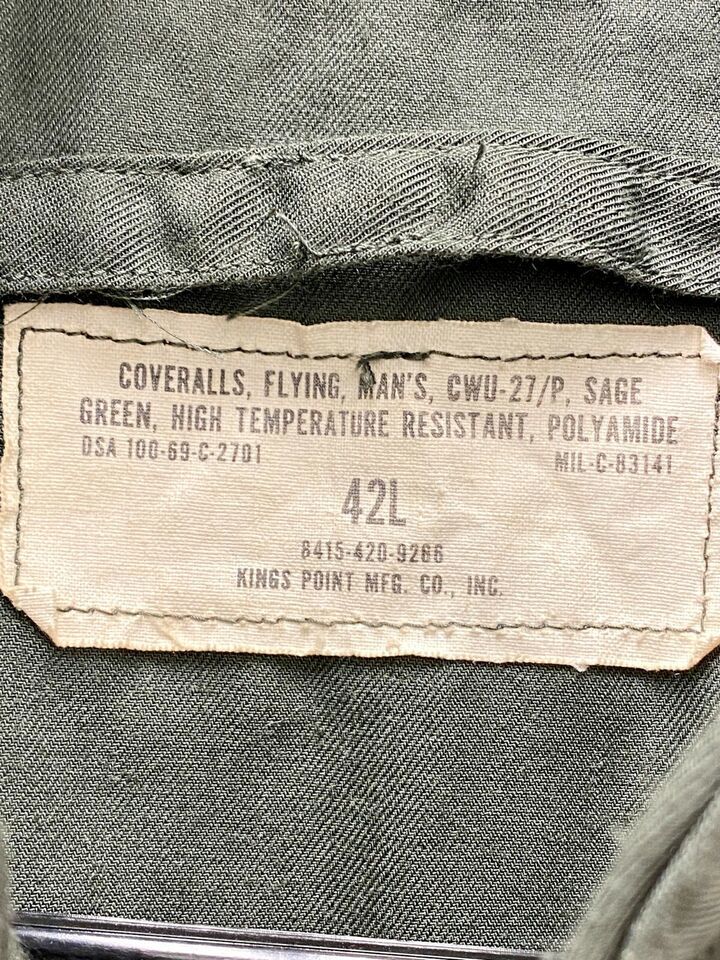 COVERALLS, FLYING, MAN'S, CWU-27/P, SAGE
GREEN, HIGH TEMPERATURE RESISTANT, POLYAMIDE
DSA 100-69-C-2701 MIL-C-83141
42L
8415-420-9286
KINGS POINT MFG. CO., INC.